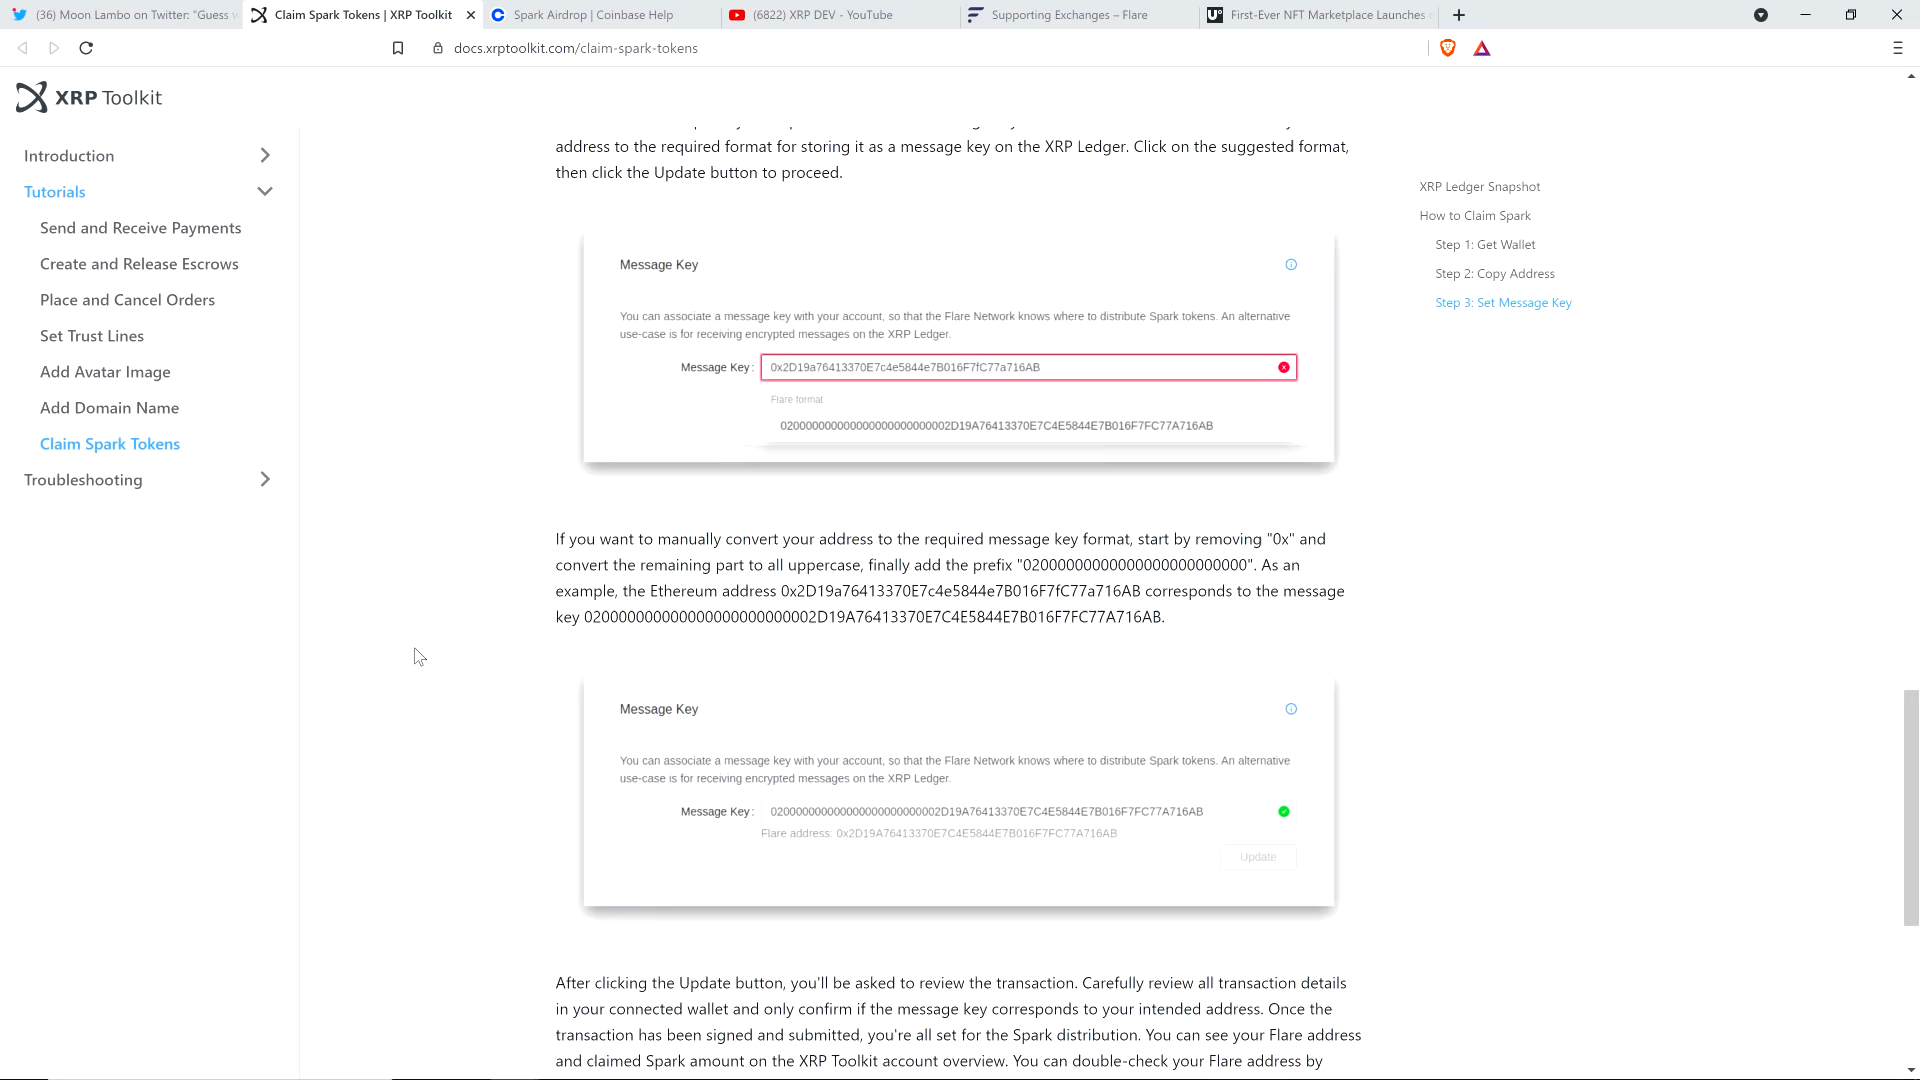 (36) Moon Lambo on Twitter: "Guess
Claim Spark Tokens | XRP Toolkit
Spark Airdrop | Coinbase Help
(6822) XRP DEV - YouTube
Supporting Exchanges – Flare
First-Ever NFT Marketplace Launches
docs.xrptoolkit.com/claim-spark-tokens
XRP Toolkit
Introduction
Tutorials
Send and Receive Payments
Create and Release Escrows
Place and Cancel Orders
Set Trust Lines
Add Avatar Image
Add Domain Name
Claim Spark Tokens
Troubleshooting
address to the required format for storing it as a message key on the XRP Ledger. Click on the suggested format,
then click the Update button to proceed.
Message Key
You can associate a message key with your account, so that the Flare Network knows where to distribute Spark tokens. An alternative
use-case is for receiving encrypted messages on the XRP Ledger.
Message Key: 0x2D19a76413370E7c4e5844e7B016F7fC77a716AB
Flare format
0200000000000000000000000002D19A76413370E7C4E5844E7B016F7FC77A716AB
If you want to manually convert your address to the required message key format, start by removing "0x" and
convert the remaining part to all uppercase, finally add the prefix "02000000000000000000000000". As an
example, the Ethereum address 0x2D19a76413370E7c4e5844e7B016F7fC77a716AB corresponds to the message
key 020000000000000000000000002D19A76413370E7C4E5844E7B016F7FC77A716AB.
Message Key
You can associate a message key with your account, so that the Flare Network knows where to distribute Spark tokens. An alternative
use-case is for receiving encrypted messages on the XRP Ledger.
Message Key: 020000000000000000000000002D19A76413370E7C4E5844E7B016F7FC77A716AB
Flare address: 0x2D19A76413370E7C4E5844E7B016F7FC77A716AB
Update
After clicking the Update button, you'll be asked to review the transaction. Carefully review all transaction details
in your connected wallet and only confirm if the message key corresponds to your intended address. Once the
transaction has been signed and submitted, you're all set for the Spark distribution. You can see your Flare address
and claimed Spark amount on the XRP Toolkit account overview. You can double-check your Flare address by
XRP Ledger Snapshot
How to Claim Spark
Step 1: Get Wallet
Step 2: Copy Address
Step 3: Set Message Key